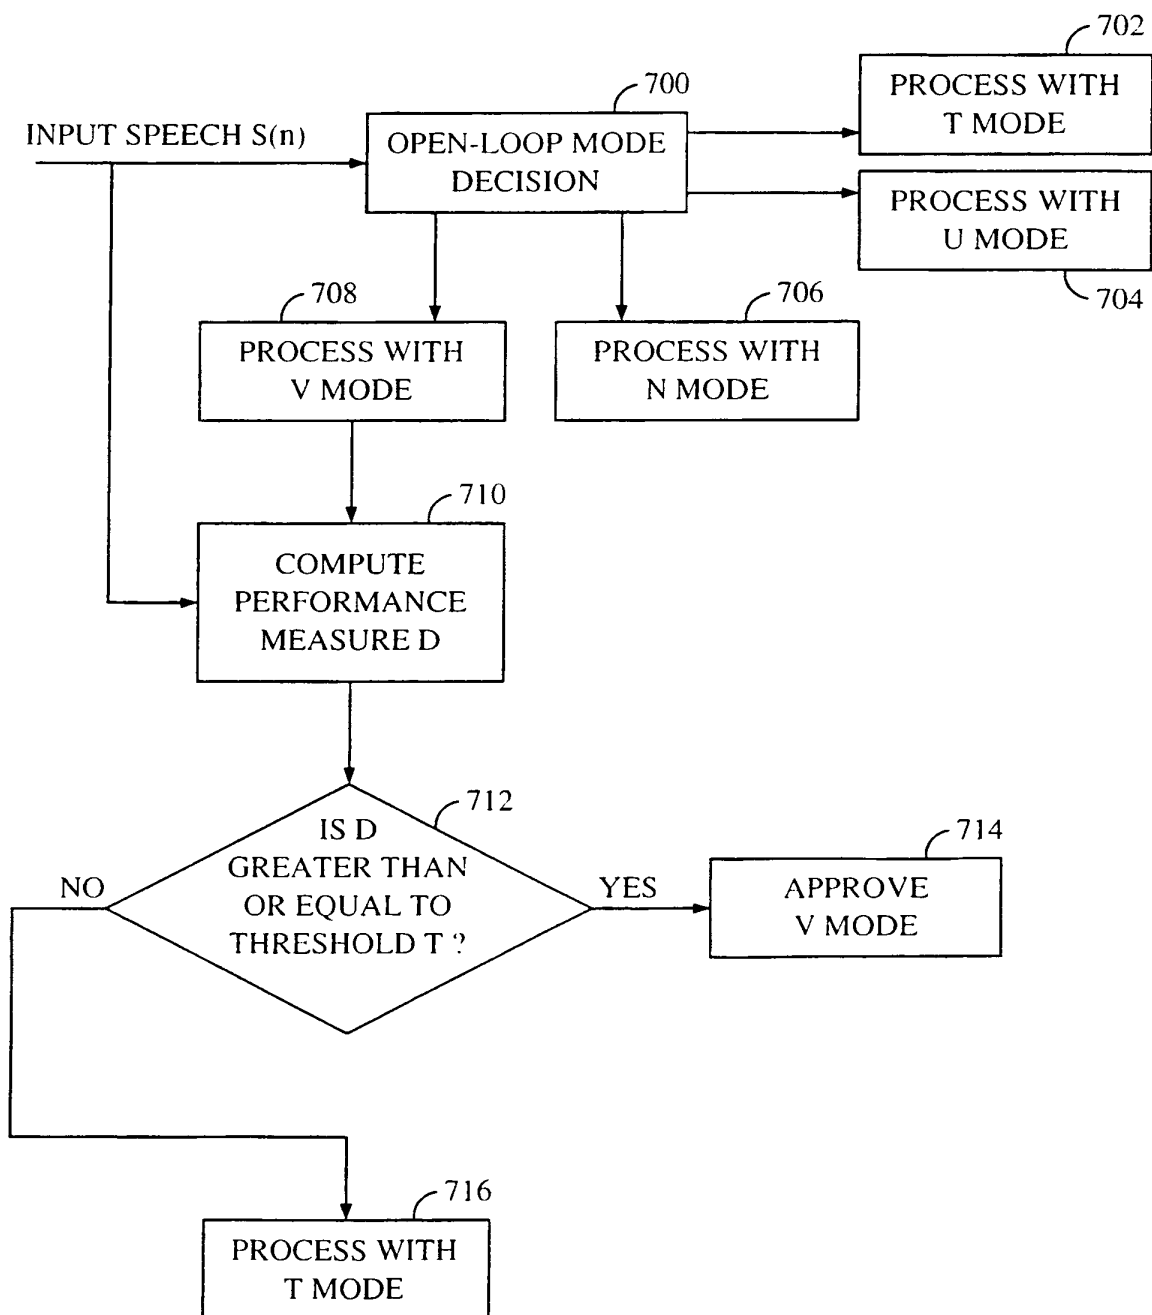 702
PROCESS WITH
T MODE
700
INPUT SPEECH S(n)
OPEN-LOOP MODE
DECISION
PROCESS WITH
U MODE
704
708
PROCESS WITH
V MODE
706
PROCESS WITH
N MODE
710
COMPUTE
PERFORMANCE
MEASURE D
712
IS D
GREATER THAN
OR EQUAL TO
THRESHOLD T ?
NO
YES
714
APPROVE
V MODE
716
PROCESS WITH
T MODE